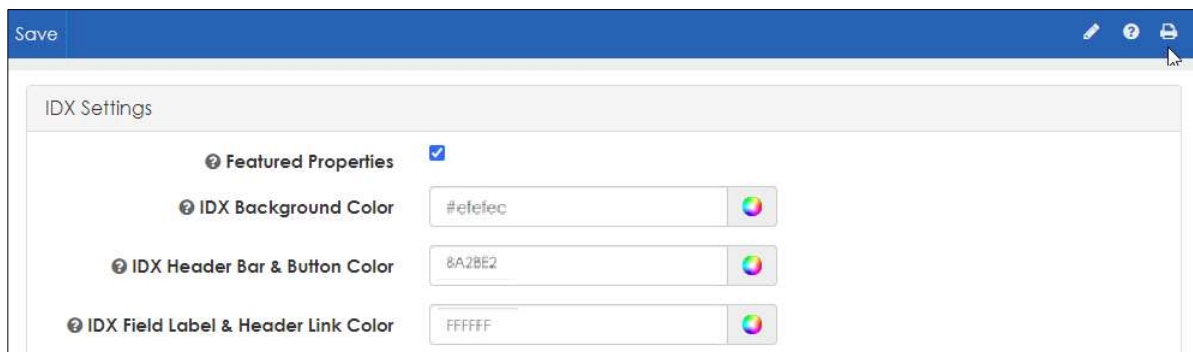 Save
IDX Settings
Featured Properties
IDX Background Color
#efefec
IDX Header Bar & Button Color
8A2BE2
IDX Field Label & Header Link Color
FFFFFF